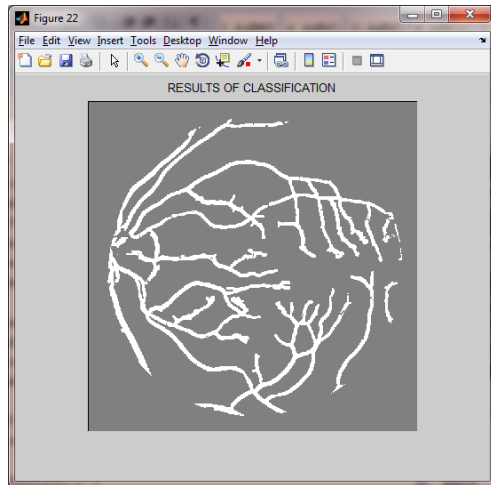 Figure 22
File Edit View Insert Tools Desktop Window Help
RESULTS OF CLASSIFICATION